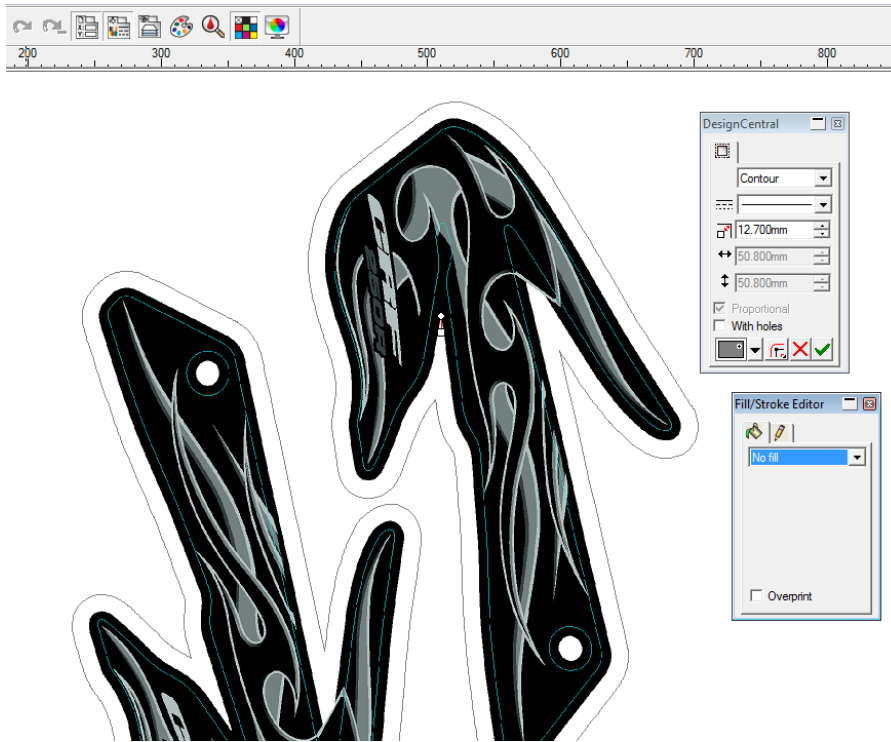 200 300 400 500 600 700 800
DesignCentral
Contour
12.700mm
50.800mm
50.800mm
Proportional
With holes
Fill/Stroke Editor
No fill
Overprint